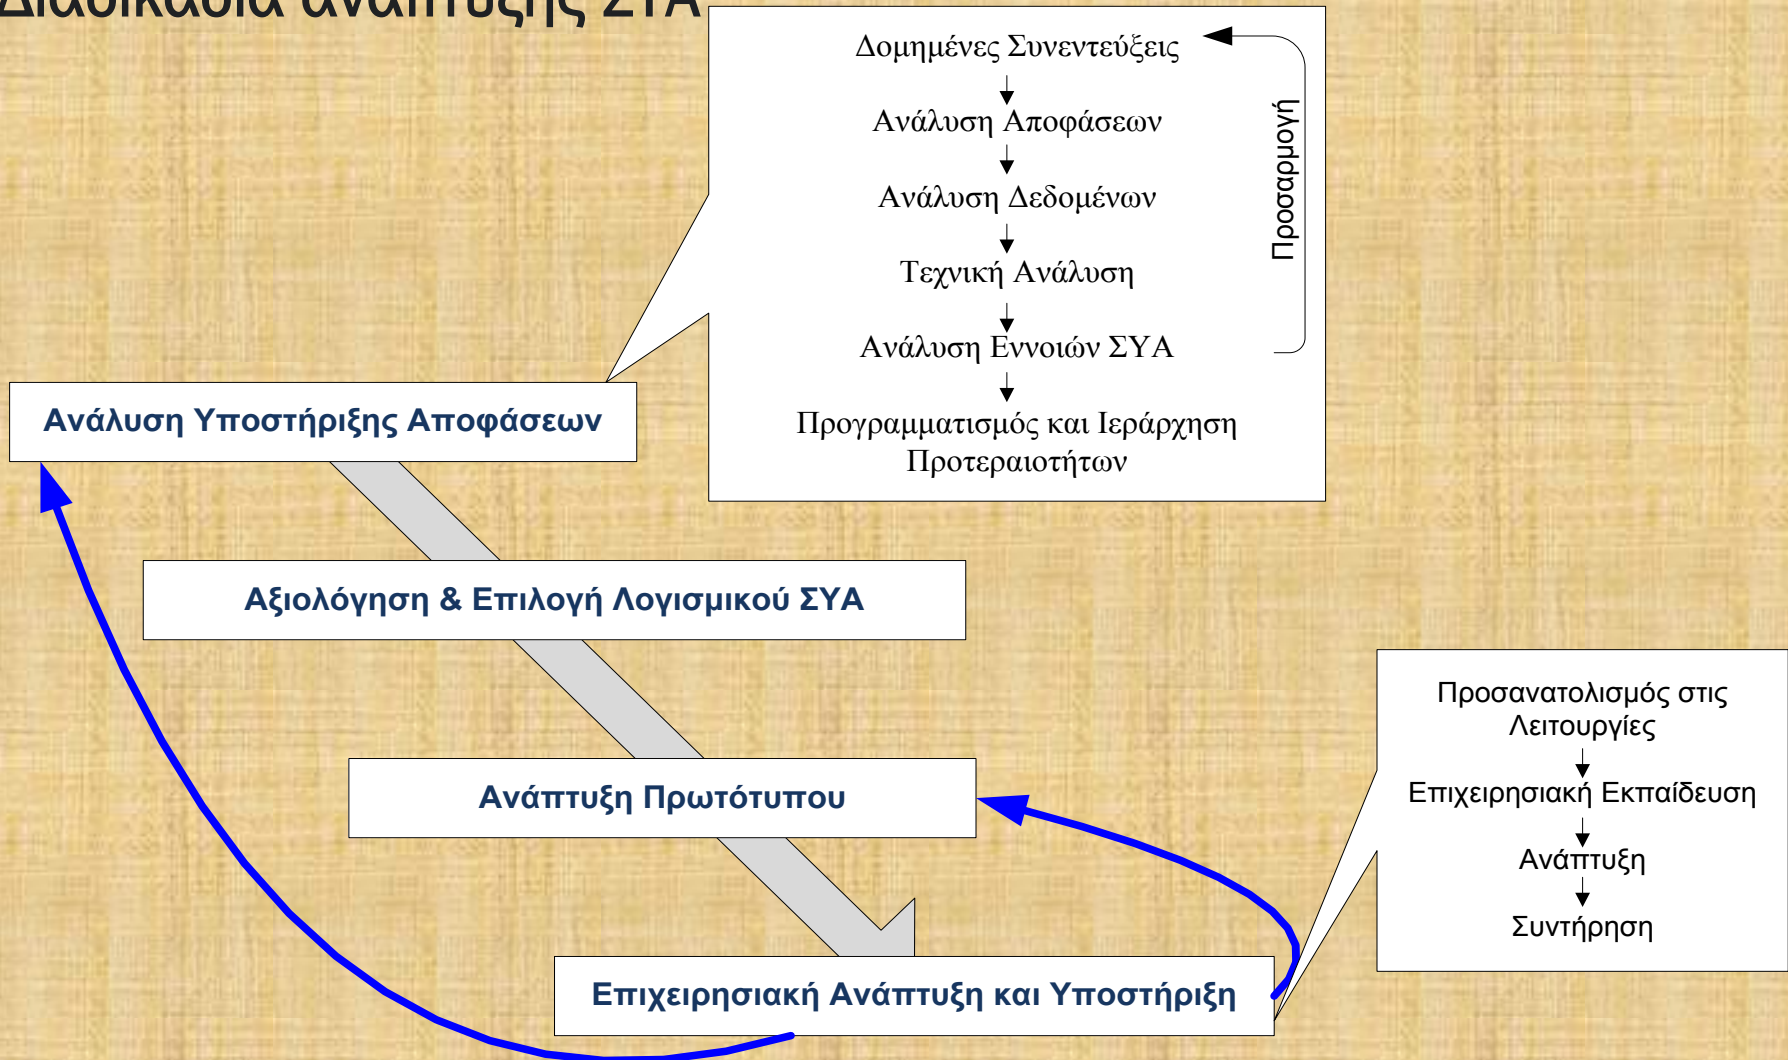 Διαδικασία ανάπτυξης ΣΥΑ
Δομημένες Συνεντεύξεις
Ανάλυση Αποφάσεων
Ανάλυση Δεδομένων
Τεχνική Ανάλυση
Ανάλυση Εννοιών ΣΥΑ
Προγραμματισμός και Ιεράρχηση
Προτεραιοτήτων
Προσαρμογή
Ανάλυση Υποστήριξης Αποφάσεων
Αξιολόγηση & Επιλογή Λογισμικού ΣΥΑ
Ανάπτυξη Πρωτότυπου
Επιχειρησιακή Ανάπτυξη και Υποστήριξη
Προσανατολισμός στις
Λειτουργίες
Επιχειρησιακή Εκπαίδευση
Ανάπτυξη
Συντήρηση